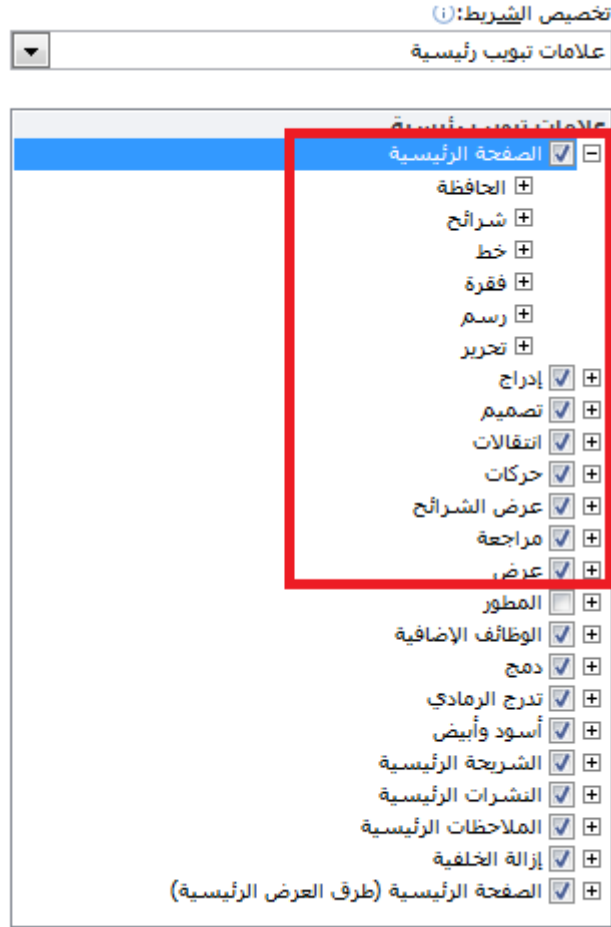 تخصيص الشريط:
علامات تبويب رئيسية
علامات تبويب رئيسية
الصفحة الرئيسية
الحافظة
شرائح
خط
فقرة
رسم
تحرير
إدراج
تصميم
انتقالات
حركات
عرض الشرائح
مراجعة
عرض
المطور
الوظائف الإضافية
دمج
تدرج الرمادي
أسود وأبيض
الشريحة الرئيسية
النشرات الرئيسية
الملاحظات الرئيسية
إزالة الخلفية
الصفحة الرئيسية (طرق العرض الرئيسية)